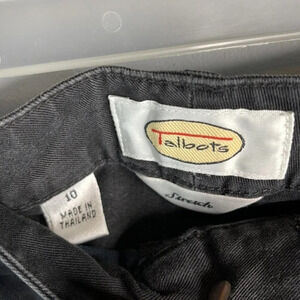 Talbots
Stretch
10
MADE IN
THAILAND